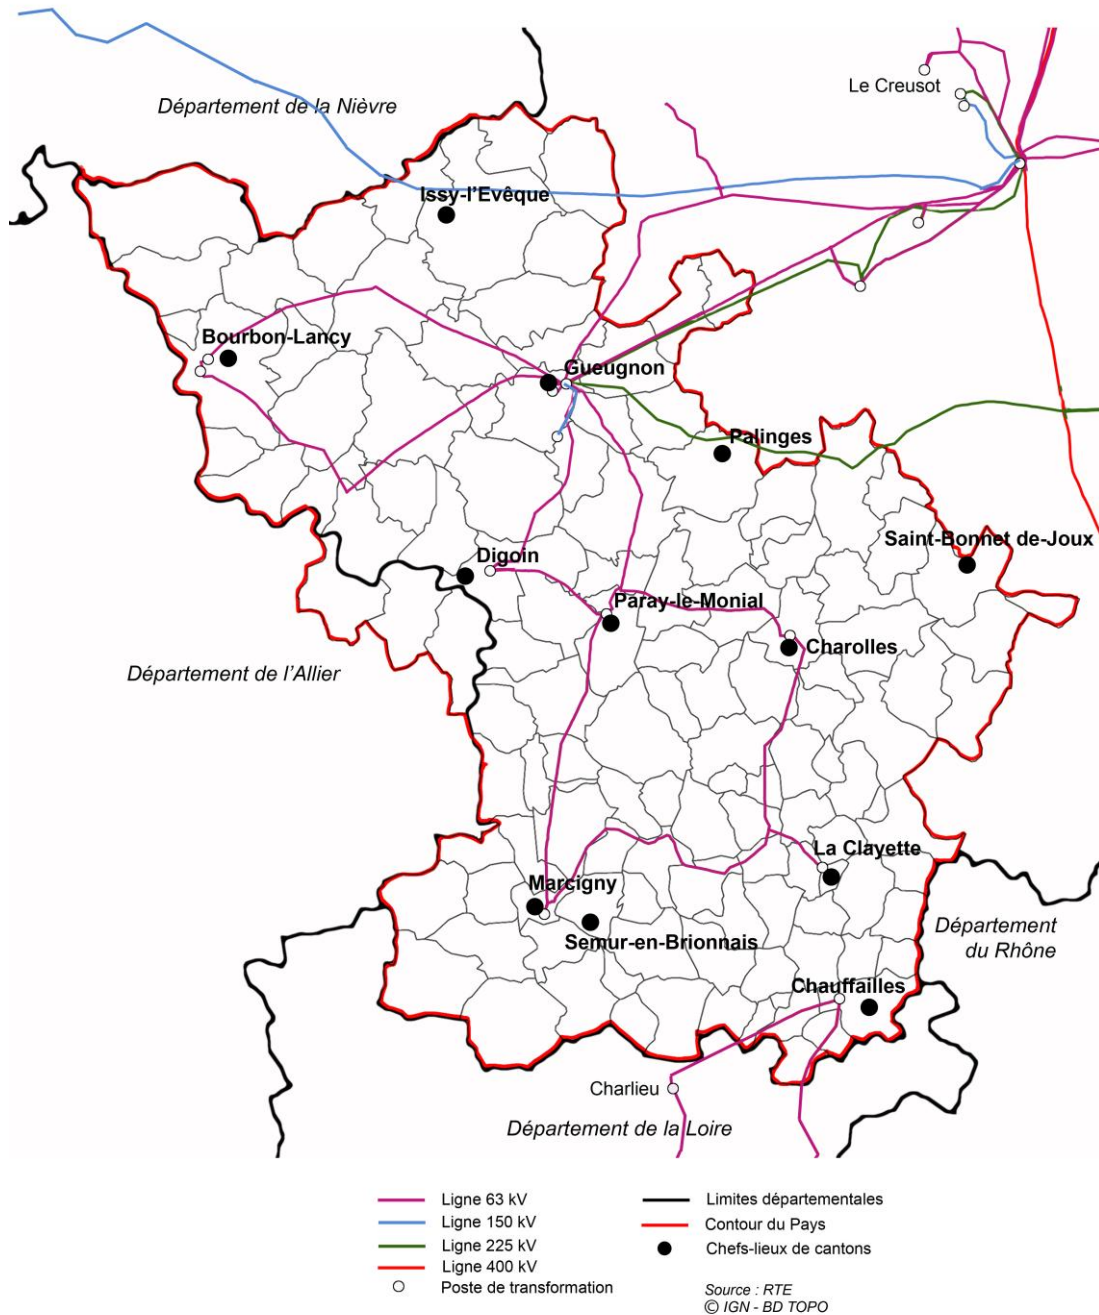 Le Creusot
Département de la Nièvre
Issy-l'Evêque
Bourbon-Lancy
Gueugnon
Palinges
Saint-Bonnet de-Joux
Digoin
Paray-le-Monial
Charolles
Département de l'Allier
La Clayette
Marcigny
Semur-en-Brionnais
Département
du Rhône
Chauffailles
Charlieu
Département de la Loire
Ligne 63 kV
Ligne 150 kV
Ligne 225 kV
Ligne 400 kV
Poste de transformation
Limites départementales
Contour du Pays
Chefs-lieux de cantons
Source : RTE
© IGN - BD TOPO